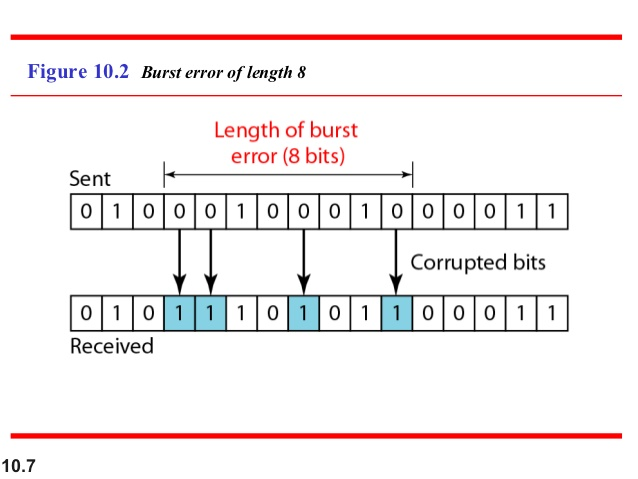 Figure 10.2 Burst error of length 8
Length of burst
error (8 bits)
Sent
0 1 0 0 0 1 0 0 0 1 0 0 0 0 1 1
Corrupted bits
0 1 0 1 1 1 0 1 0 1 1 0 0 0 1 1
Received
10.7